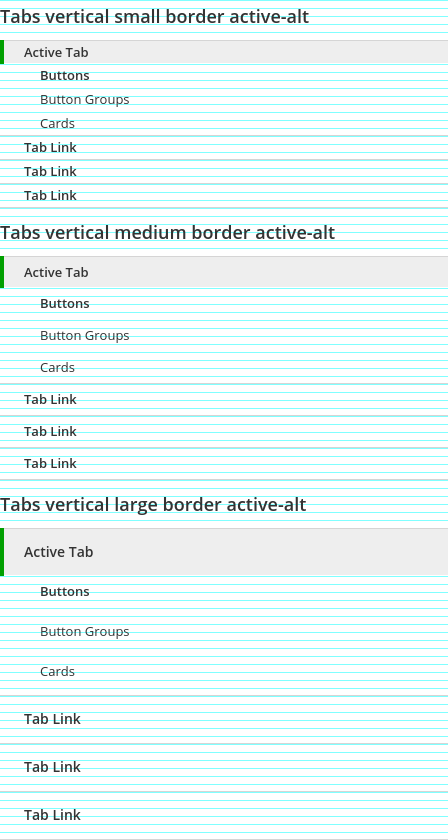 Tabs vertical small border active-alt
Active Tab
Buttons
Button Groups
Cards
Tab Link
Tab Link
Tab Link
Tabs vertical medium border active-alt
Active Tab
Buttons
Button Groups
Cards
Tab Link
Tab Link
Tab Link
Tabs vertical large border active-alt
Active Tab
Buttons
Button Groups
Cards
Tab Link
Tab Link
Tab Link